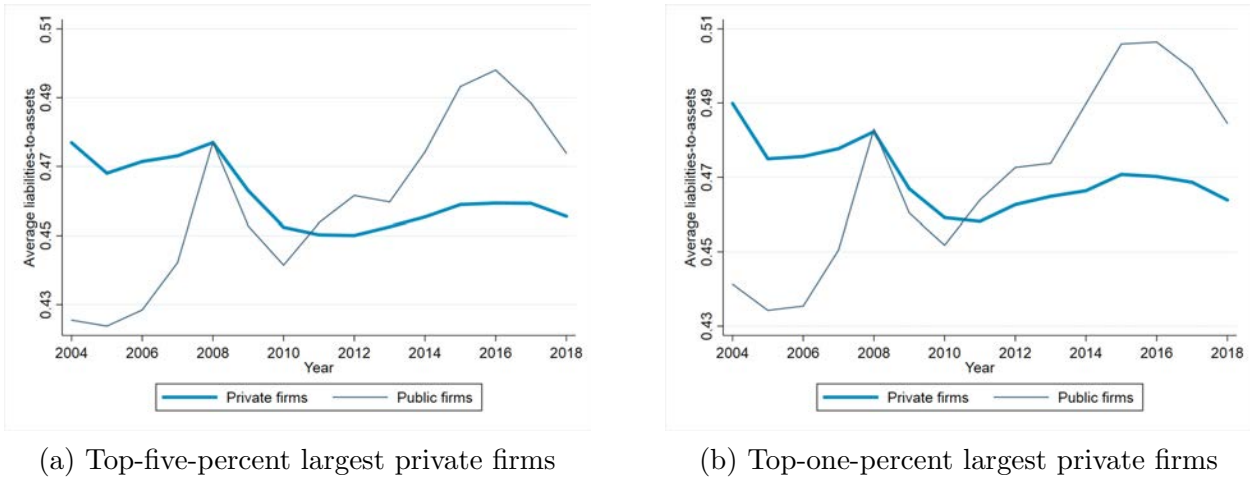 0.51
0.49
0.47
0.45
0.43
Average liabilities-to-assets
2004 2006 2008 2010 2012 2014 2016 2018
Year
Private firms Public firms
(a) Top-five-percent largest private firms
0.51
0.49
0.47
0.45
0.43
Average liabilities-to-assets
2004 2006 2008 2010 2012 2014 2016 2018
Year
Private firms Public firms
(b) Top-one-percent largest private firms